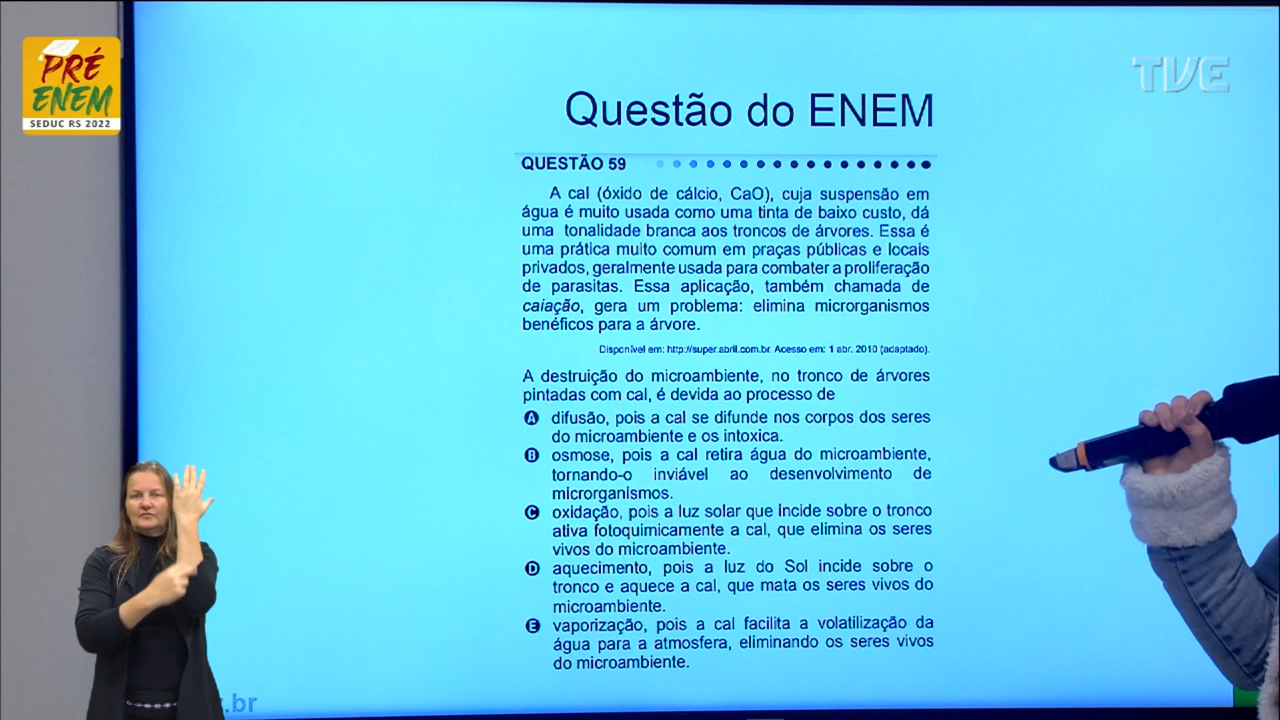 PRÉ
ENEM
SEDUC RS 2022
TVE
Questão do ENEM
QUESTÃO 59
A cal (óxido de cálcio, CaO), cuja suspensão em
água é muito usada como uma tinta de baixo custo, dá
uma tonalidade branca aos troncos de árvores. Essa é
uma prática muito comum em praças públicas e locais
privados, geralmente usada para combater a proliferação
de parasitas. Essa aplicação, também chamada de
caiação, gera um problema: elimina microrganismos
benéficos para a árvore.
Disponível em: http://super.abril.com.br. Acesso em: 1 abr. 2010 (adaptado).
A destruição do microambiente, no tronco de árvores
pintadas com cal, é devida ao processo de
A difusão, pois a cal se difunde nos corpos dos seres
do microambiente e os intoxica.
B osmose, pois a cal retira água do microambiente,
tornando-o inviável ao desenvolvimento de
microrganismos.
C oxidação, pois a luz solar que incide sobre o tronco
ativa fotoquimicamente a cal, que elimina os seres
vivos do microambiente.
D aquecimento, pois a luz do Sol incide sobre o
tronco e aquece a cal, que mata os seres vivos do
microambiente.
E vaporização, pois a cal facilita a volatilização da
água para a atmosfera, eliminando os seres vivos
do microambiente.
.br